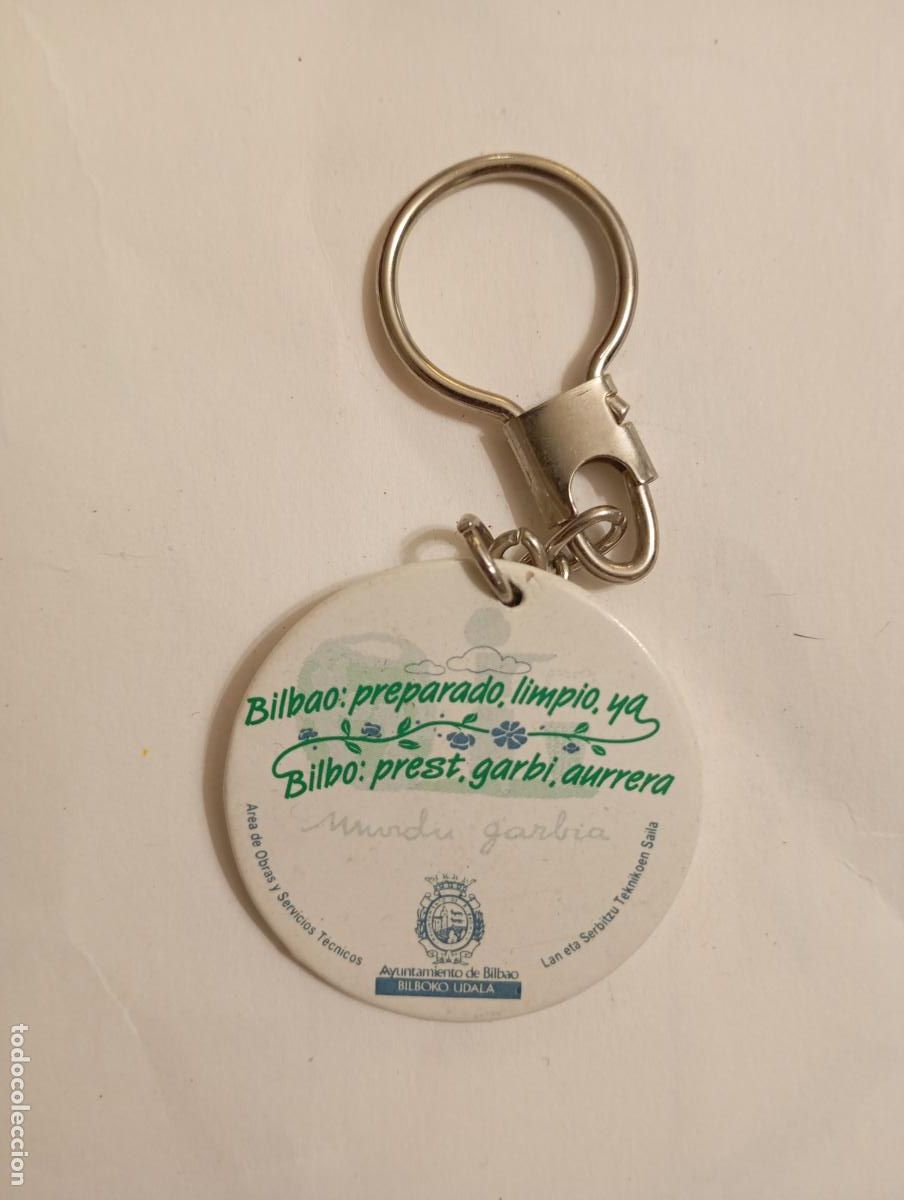 Bilbao: preparado, limpio, ya
Bilbo: prest, garbi, aurrera
Mundu garbia
Area de Obras y Servicios Técnicos
Lan eta Serbitzu Teknikoen Saila
Ayuntamiento de Bilbao
BILBOKO UDALA
todocoleccion